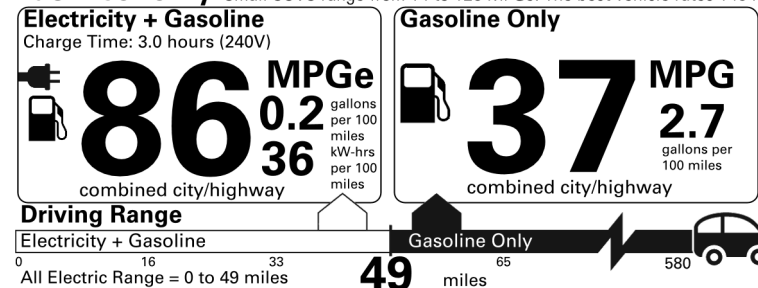 Electricity + Gasoline
Charge Time: 3.0 hours (240V)
86
MPGe
0.2 gallons per 100 miles
36 kW-hrs per 100 miles
combined city/highway
Gasoline Only
37
MPG
2.7
gallons per
100 miles
combined city/highway
Driving Range
Electricity + Gasoline
Gasoline Only
0 16 33 49 65 580
All Electric Range = 0 to 49 miles
miles